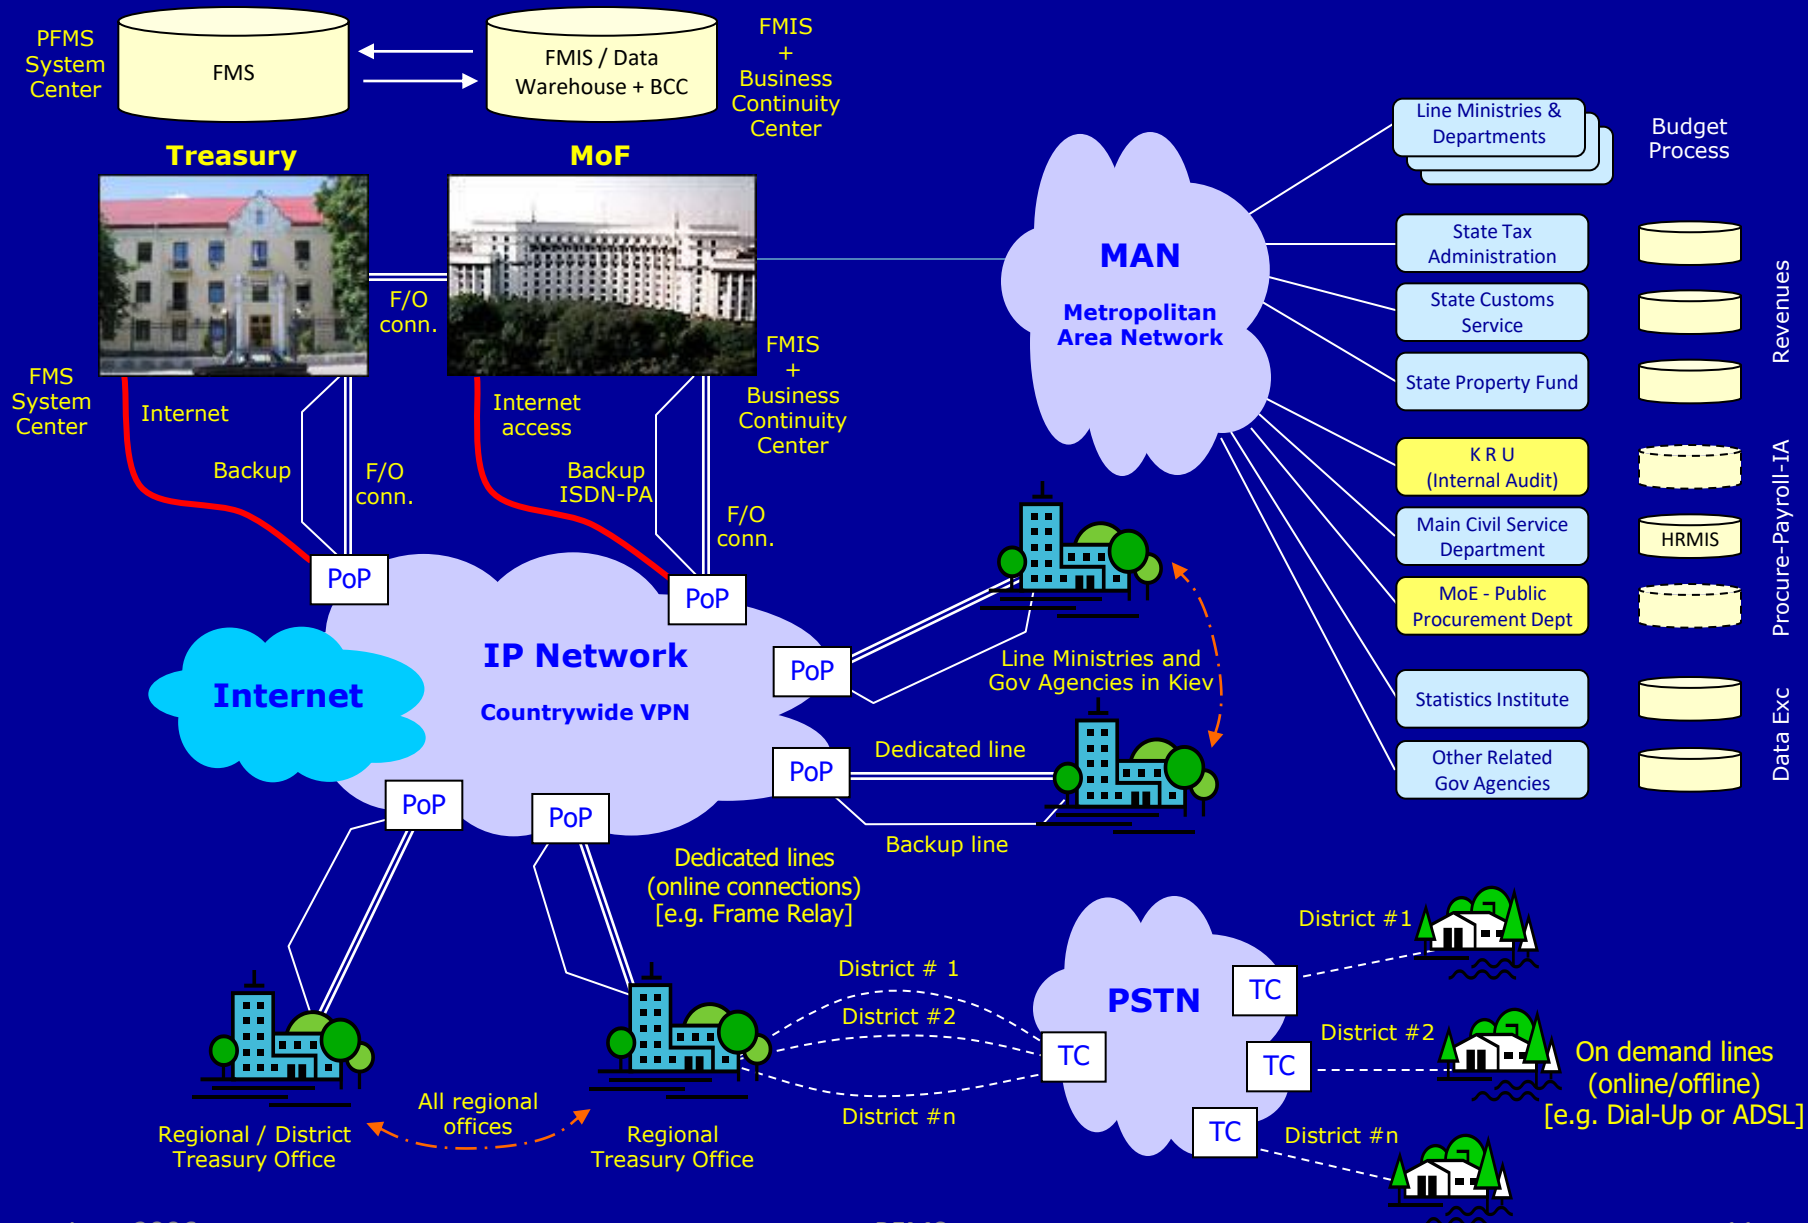 PFMS
System
Center
FMS
FMIS / Data
Warehouse + BCC
FMIS
+
Business
Continuity
Center
Treasury
MoF
F/O
conn.
FMS
System
Center
Internet
Backup
F/O
conn.
Internet
access
Backup
ISDN-PA
F/O
conn.
FMIS
+
Business
Continuity
Center
MAN
Metropolitan
Area Network
Line Ministries &
Departments
Budget
Process
State Tax
Administration
State Customs
Service
State Property Fund
Revenues
K R U
(Internal Audit)
Main Civil Service
Department
HRMIS
MoE - Public
Procurement Dept
Procure-Payroll-IA
Statistics Institute
Other Related
Gov Agencies
Data Exc
PoP
PoP
IP Network
Countrywide VPN
Internet
PoP
Line Ministries and
Gov Agencies in Kiev
PoP
Dedicated line
Backup line
PoP
PoP
Dedicated lines
(online connections)
[e.g. Frame Relay]
Regional / District
Treasury Office
All regional
offices
Regional
Treasury Office
District # 1
District #2
District #n
PSTN
TC
TC
TC
TC
District #1
District #2
District #n
On demand lines
(online/offline)
[e.g. Dial-Up or ADSL]